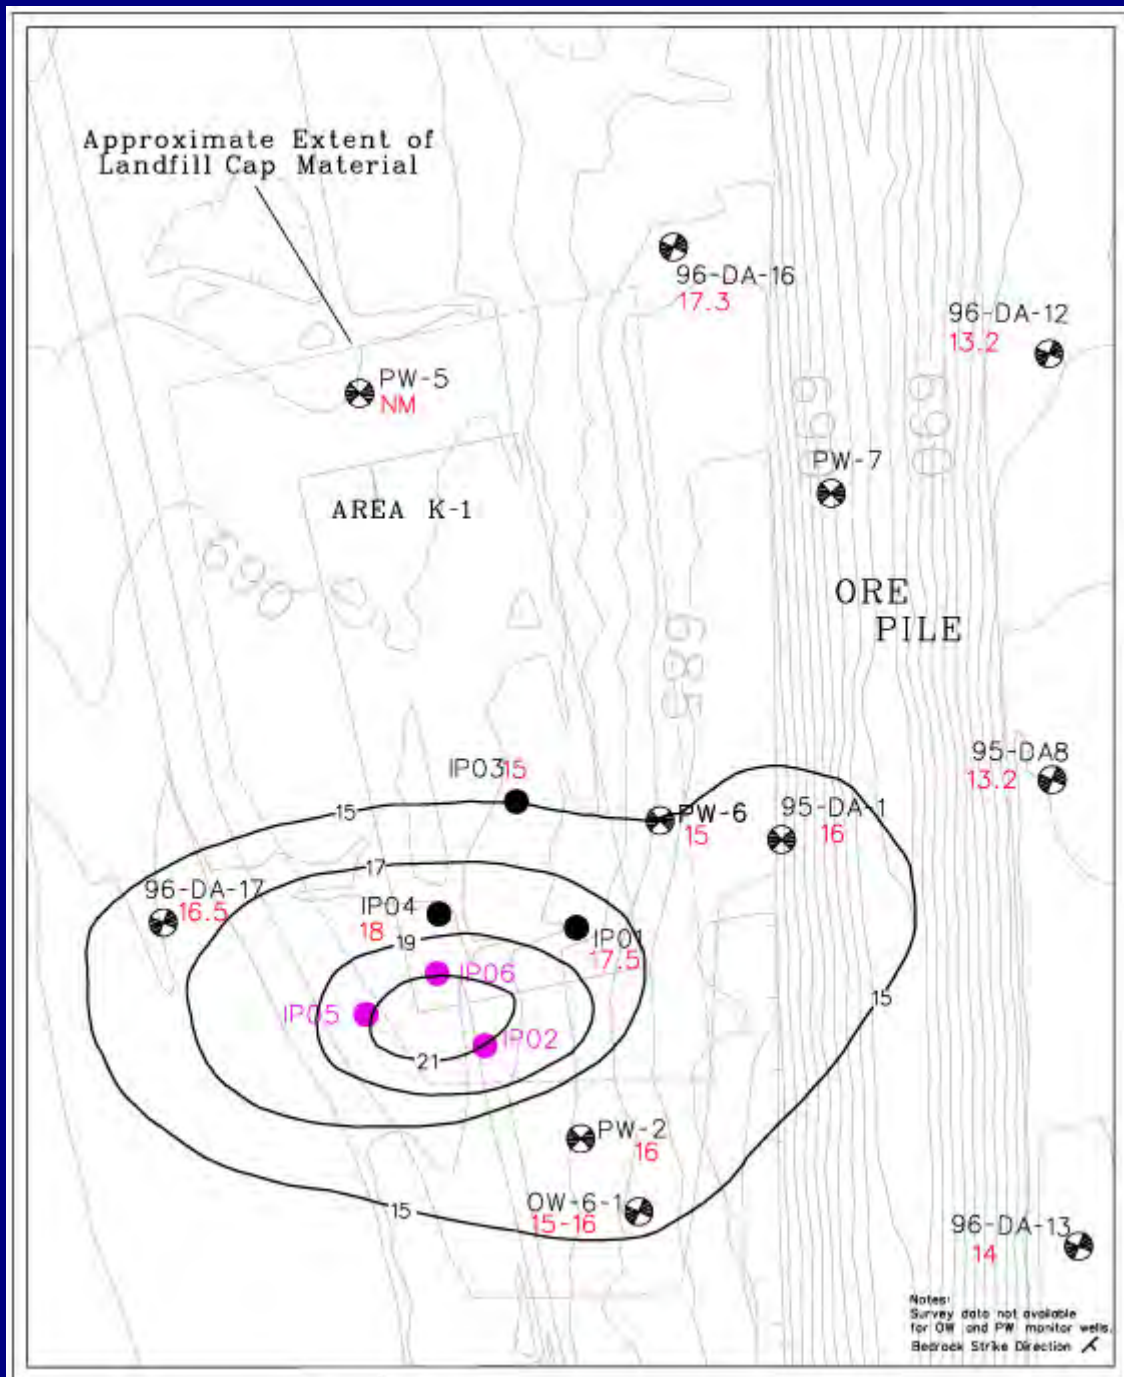 Approximate Extent of
Landfill Cap Material
96-DA-16
17.3
96-DA-12
13.2
PW-5
NM
690
690
PW-7
AREA K-1
690
ORE
PILE
685
IP03 15
95-DA8
13.2
15
PW-6
15
95-DA-1
16
17
96-DA-17
16.5
IP04
18
IP01
17.5
19
IP06
15
IP05
IP02
21
PW-2
16
OW-6-1
15-16
15
96-DA-13
14
Notes:
Survey data not available
for OW and PW monitor wells.
Bedrock Strike Direction